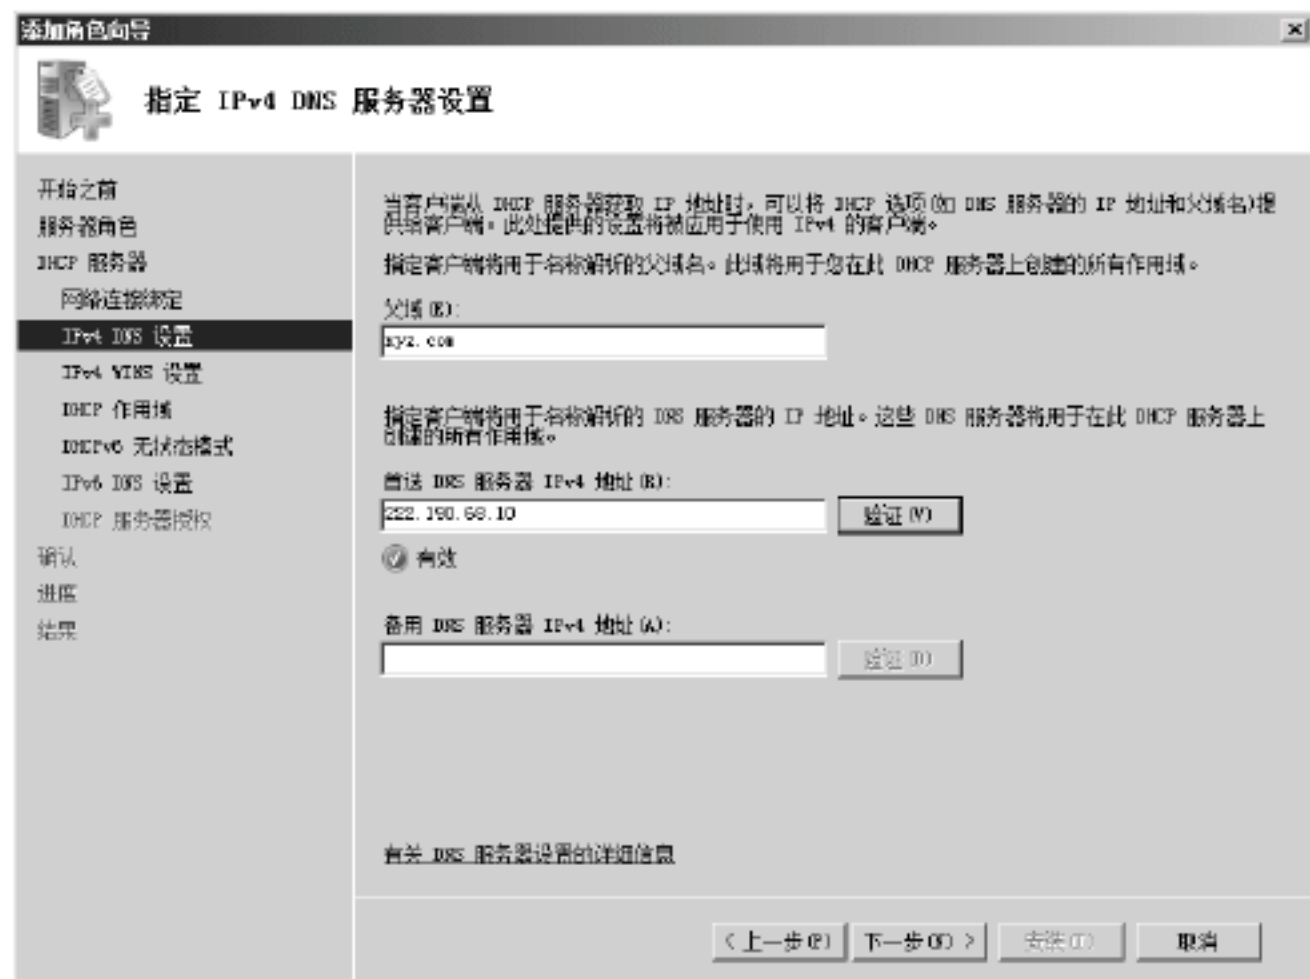 添加角色向导
指定 IPv4 DNS 服务器设置
开始之前
服务器角色
DHCP 服务器
网络连接绑定
IPv4 DNS 设置
IPv4 WINS 设置
DHCP 作用域
DHCPv6 无状态模式
IPv6 DNS 设置
DHCP 服务器授权
确认
进度
结果
当客户端从 DHCP 服务器获取 IP 地址时，可以将 DHCP 选项(如 DNS 服务器的 IP 地址和父域名)提
供给客户端。此处提供的设置将被应用于使用 IPv4 的客户端。
指定客户端将用于名称解析的父域名。此域将用于您在此 DHCP 服务器上创建的所有作用域。
父域(E):
xyz.com
指定客户端将用于名称解析的 DNS 服务器的 IP 地址。这些 DNS 服务器将用于在此 DHCP 服务器上
创建的所有作用域。
首选 DNS 服务器 IPv4 地址(R):
222.190.68.10
验证(V)
有效
备用 DNS 服务器 IPv4 地址(A):
验证(D)
有关 DNS 服务器设置的详细信息
< 上一步(P)
下一步(N) >
安装(I)
取消